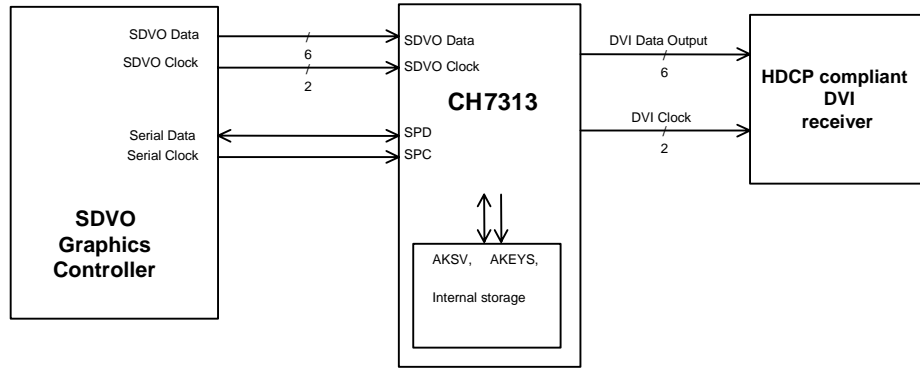 SDVO Data
SDVO Clock
Serial Data
Serial Clock
SDVO
Graphics
Controller
6
2
SDVO Data
SDVO Clock
CH7313
SPD
SPC
AKSV, AKEYS,
Internal storage
DVI Data Output
6
DVI Clock
2
HDCP compliant
DVI
receiver